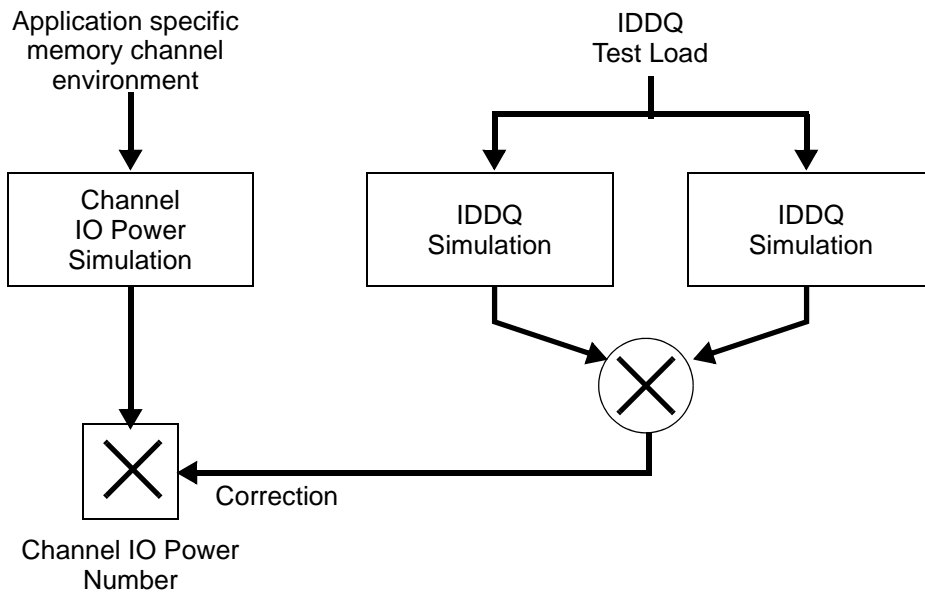 Application specific
memory channel
environment
IDDQ
Test Load
Channel
IO Power
Simulation
IDDQ
Simulation
IDDQ
Simulation
Correction
Channel IO Power
Number